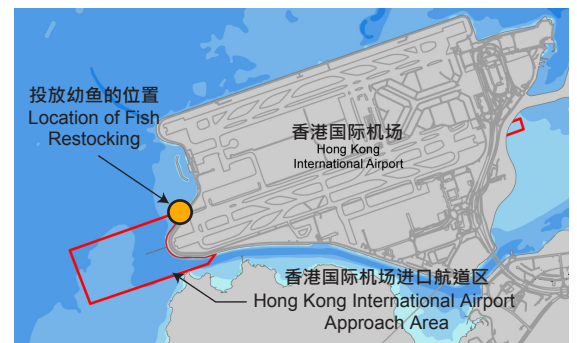 投放幼鱼的位置
Location of Fish
Restocking
香港国际机场
Hong Kong
International Airport
香港国际机场进口航道区
Hong Kong International Airport
Approach Area